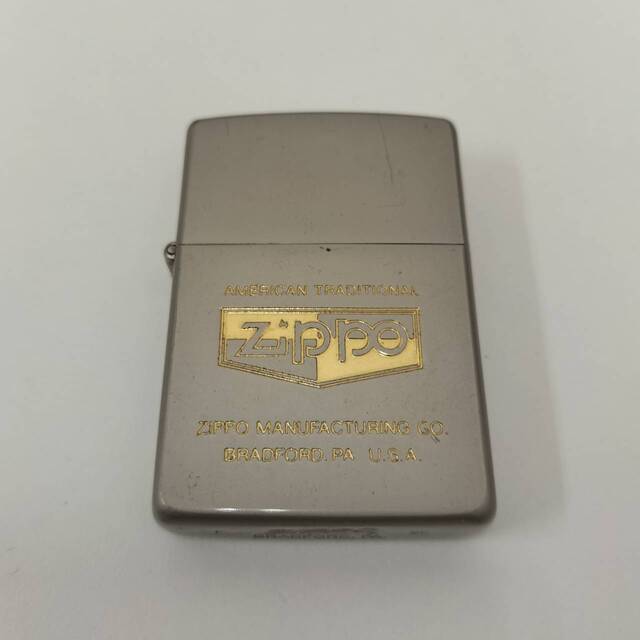 AMERICAN TRADITIONAL
Zippo
ZIPPO MANUFACTURING CO.
BRADFORD, PA U.S.A.